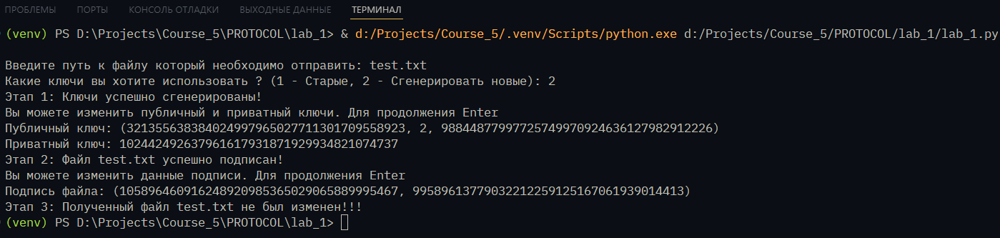 ПРОБЛЕМЫ ПОРТЫ КОНСОЛЬ ОТЛАДКИ ВЫХОДНЫЕ ДАННЫЕ ТЕРМИНАЛ
(venv) PS D:\Projects\Course_5\PROTOCOL\lab_1> & d:/Projects/Course_5/.venv/Scripts/python.exe d:/Projects/Course_5/PROTOCOL/lab_1/lab_1.py
Введите путь к файлу который необходимо отправить: test.txt
Какие ключи вы хотите использовать ? (1 - Старые, 2 - Сгенерировать новые): 2
Этап 1: Ключи успешно сгенерированы!
Вы можете изменить публичный и приватный ключи. Для продолжения Enter
Публичный ключ: (321355638384024997965027711301709558923, 2, 98844877997725749970924636127982912226)
Приватный ключ: 102442492637961617931871929934821074737
Этап 2: Файл test.txt успешно подписан!
Вы можете изменить данные подписи. Для продолжения Enter
Подпись файла: (105896460916248920985365029065889995467, 99589613779032212259125167061939014413)
Этап 3: Полученный файл test.txt не был изменен!!!
(venv) PS D:\Projects\Course_5\PROTOCOL\lab_1>